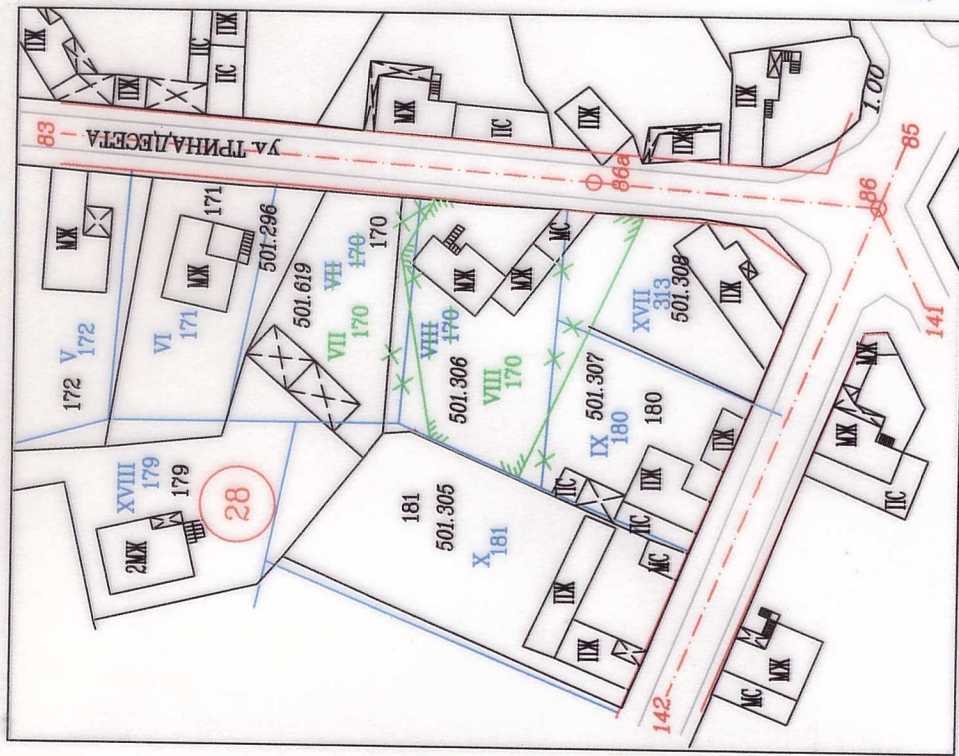 ПЖ
ПЖ
ПС
ПС
ПЖ
83
ул. ТРИНАДЕСЕТА
МЖ
ПС
ПЖ
86а
ПЖ
ПЖ
1.00
85
86
141
142
МЖ
V
172
172
VI
171
МЖ
171
501.296
501.619
VII
170
VII
170
170
XVIII
179
179
2МЖ
28
VIII
170
501.306
VIII
170
МЖ
МЖ
МС
XVII
313
501.308
ПЖ
501.307
IX
180
180
ПЖ
ПЖ
ПС
ПС
МС
181
501.305
X
181
ПЖ
ПЖ
МЖ
МЖ
ПС
МЖ
МС